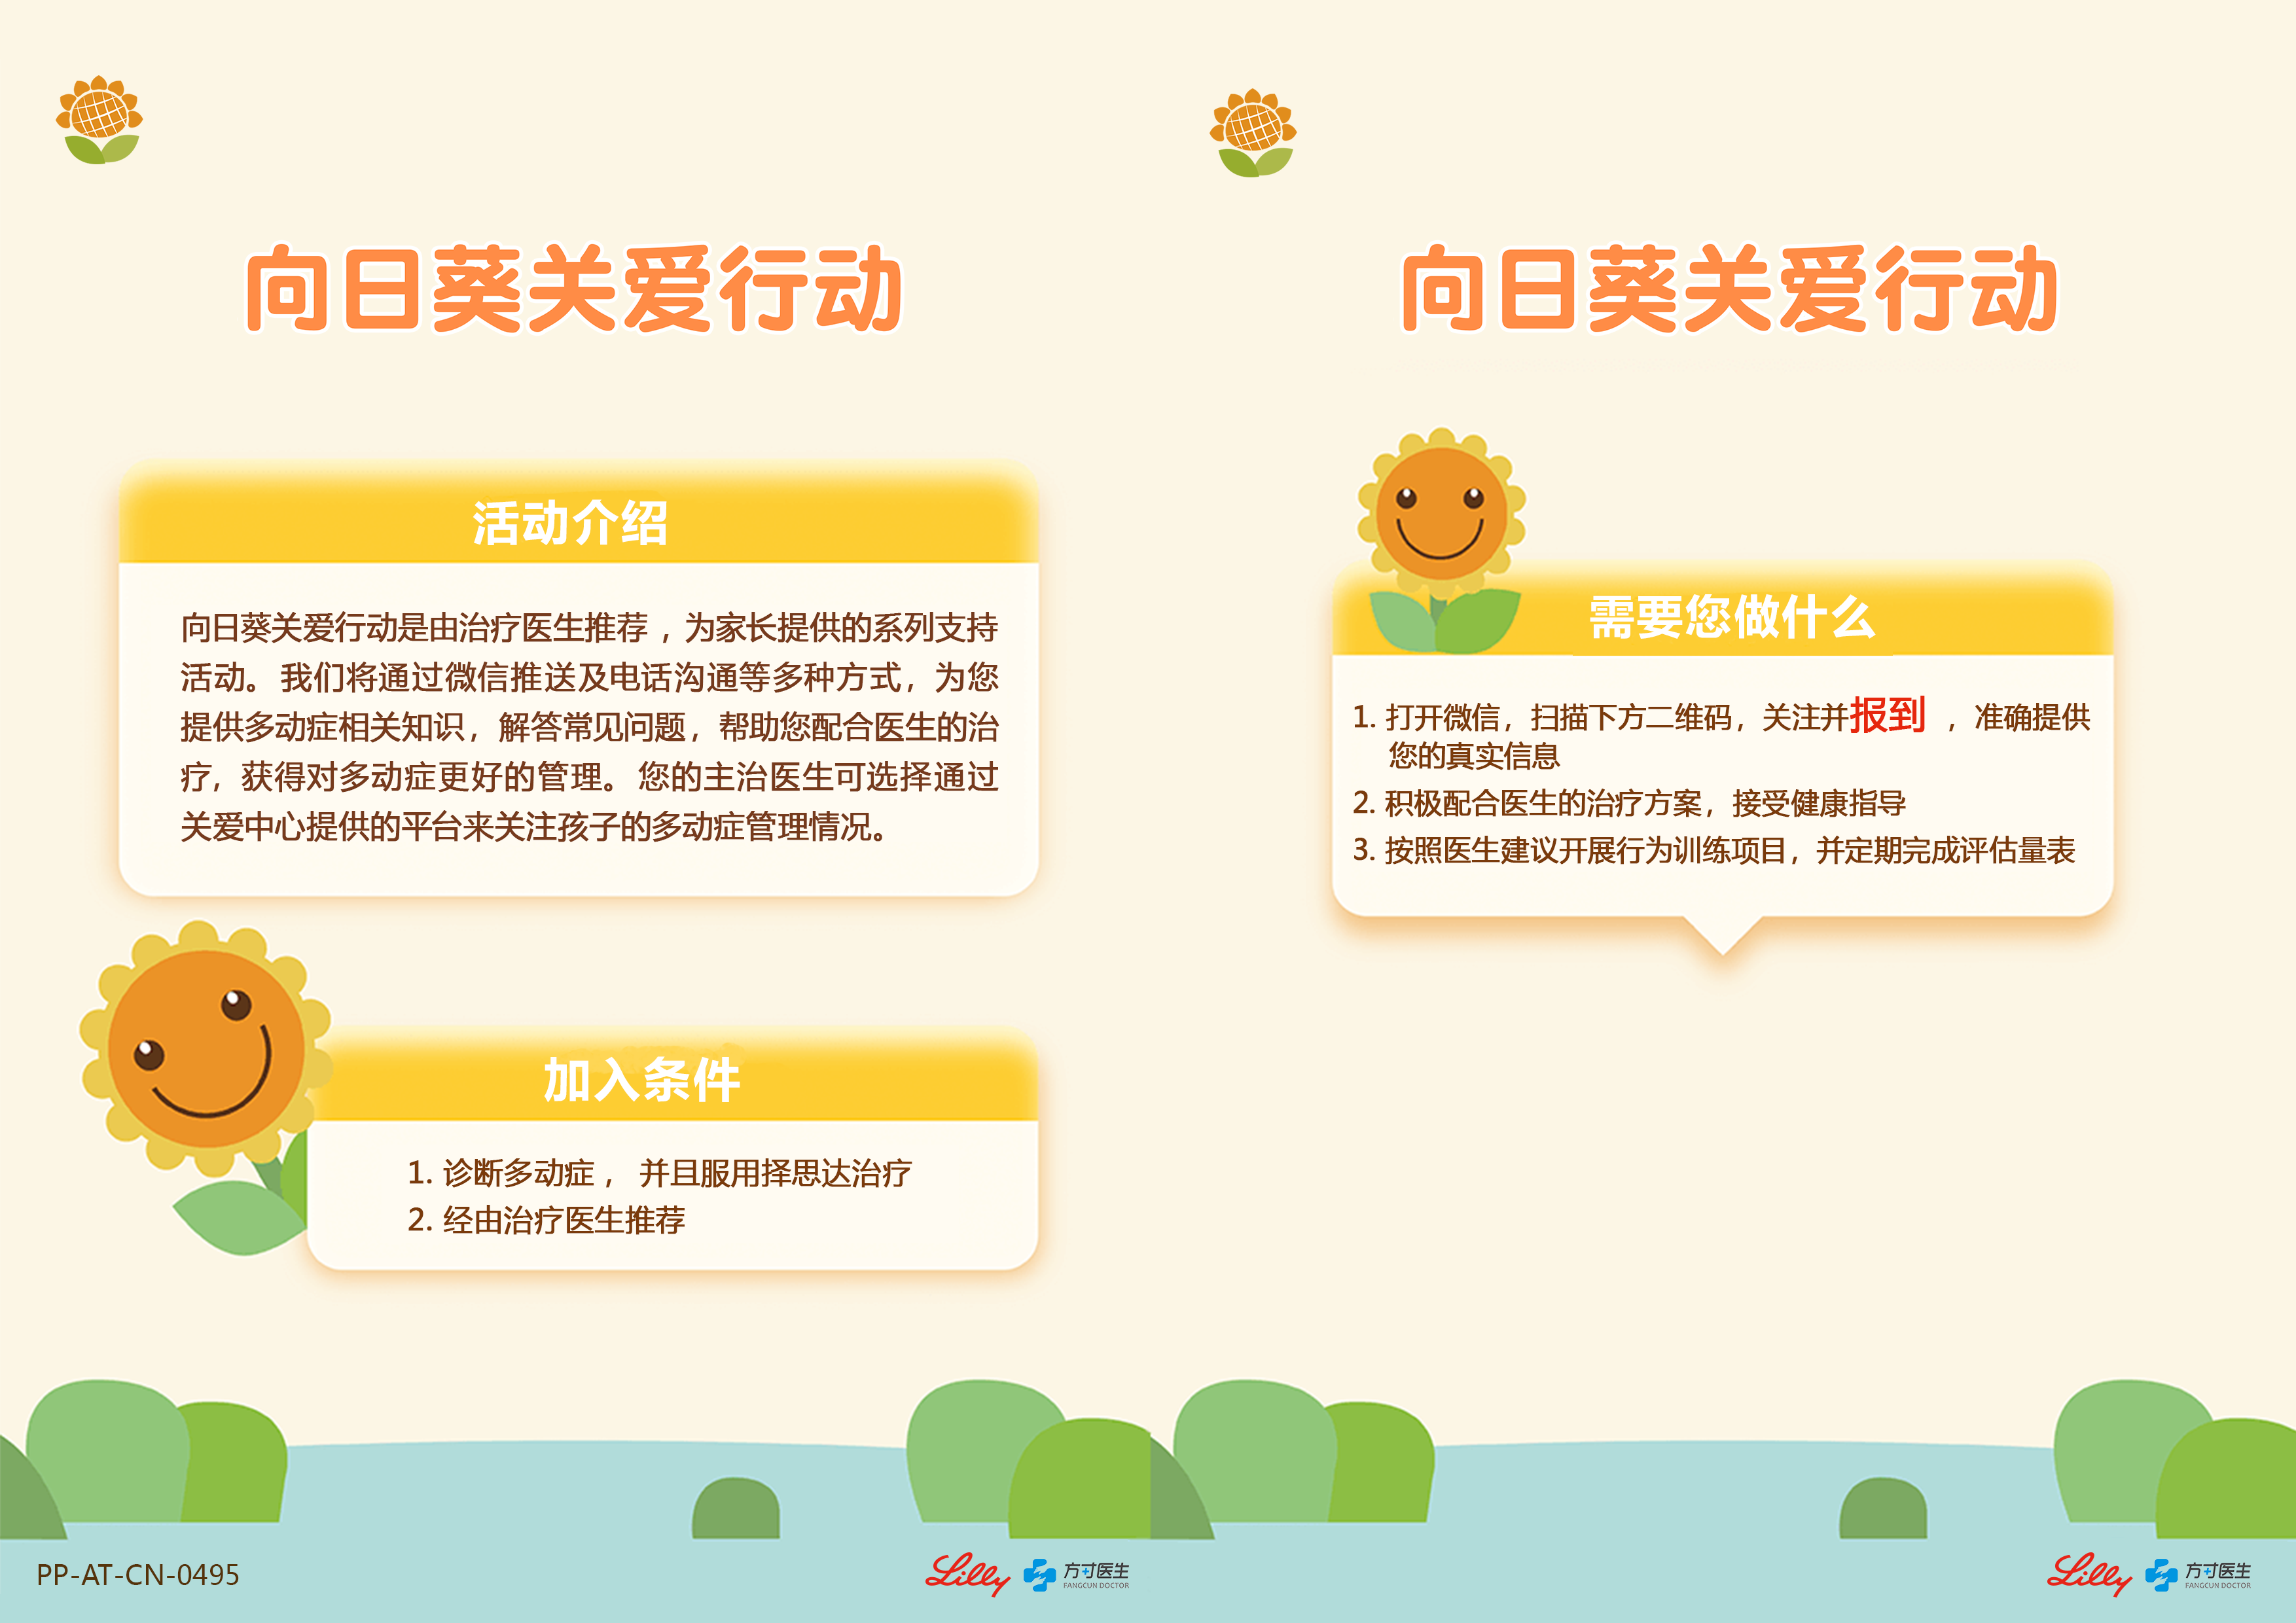 向日葵关爱行动
活动介绍
向日葵关爱行动是由治疗医生推荐，为家长提供的系列支持
活动。我们将通过微信推送及电话沟通等多种方式，为您
提供多动症相关知识，解答常见问题，帮助您配合医生的治
疗，获得对多动症更好的管理。您的主治医生可选择通过
关爱中心提供的平台来关注孩子的多动症管理情况。
加入条件
1. 诊断多动症， 并且服用择思达治疗
2. 经由治疗医生推荐
PP-AT-CN-0495
Lilly
方寸医生
FANGCUN DOCTOR
向日葵关爱行动
需要您做什么
1. 打开微信，扫描下方二维码，关注并报到 ，准确提供
您的真实信息
2. 积极配合医生的治疗方案，接受健康指导
3. 按照医生建议开展行为训练项目，并定期完成评估量表
Lilly
方寸医生
FANGCUN DOCTOR